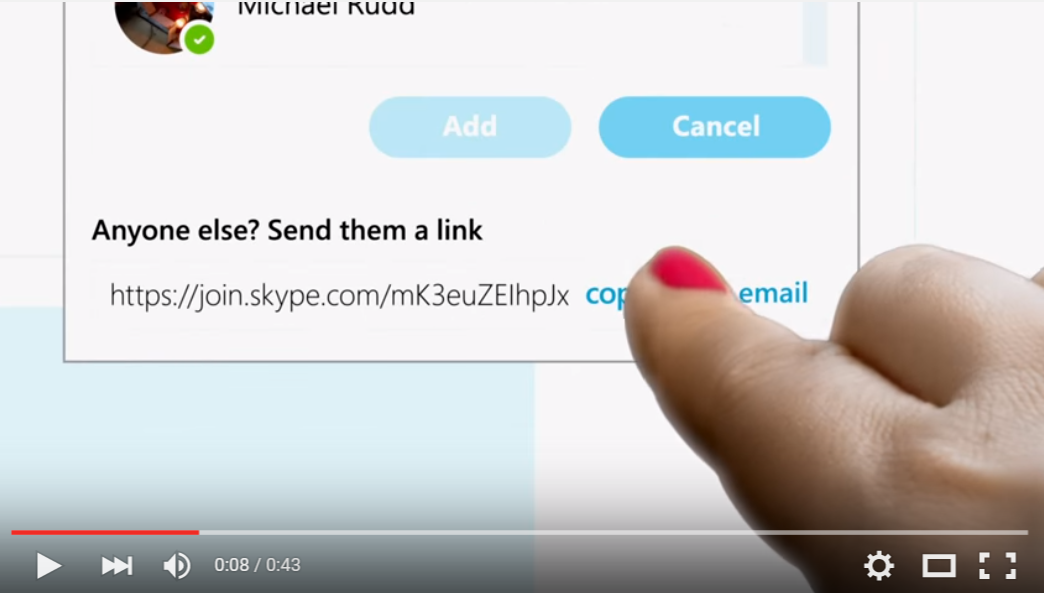 Michael Rudd
Add
Cancel
Anyone else? Send them a link
https://join.skype.com/mK3euZEIhpJx cop email
0:08 / 0:43